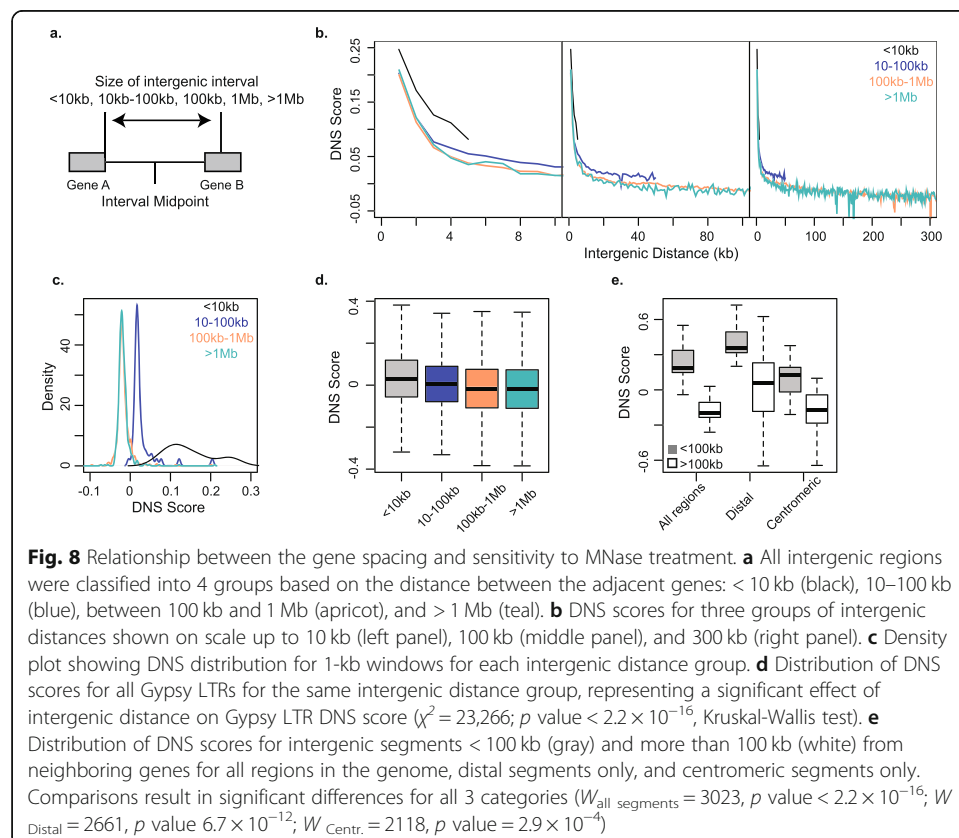 a.
Size of intergenic interval
<10kb, 10kb-100kb, 100kb, 1Mb, >1Mb
Gene A
Gene B
Interval Midpoint
b.
DNS Score
0.25
0.15
0.05
-0.05
<10kb
10-100kb
100kb-1Mb
>1Mb
0 4 8 0 40 80 0 50 150 200 300
Intergenic Distance (kb)
c.
Density
40
20
0
<10kb
10-100kb
100kb-1Mb
>1Mb
-0.1 0 0.1 0.2 0.3
DNS Score
d.
DNS Score
0.4
0
-0.4
<10kb
10-100kb
100kb-1Mb
>1Mb
e.
DNS Score
0.6
0
-0.6
<100kb
>100kb
All regions
Distal
Centromeric
Fig. 8 Relationship between the gene spacing and sensitivity to MNase treatment. a All intergenic regions
were classified into 4 groups based on the distance between the adjacent genes: < 10 kb (black), 10–100 kb
(blue), between 100 kb and 1 Mb (apricot), and > 1 Mb (teal). b DNS scores for three groups of intergenic
distances shown on scale up to 10 kb (left panel), 100 kb (middle panel), and 300 kb (right panel). c Density
plot showing DNS distribution for 1-kb windows for each intergenic distance group. d Distribution of DNS
scores for all Gypsy LTRs for the same intergenic distance group, representing a significant effect of
intergenic distance on Gypsy LTR DNS score (χ² = 23,266; p value < 2.2 × 10⁻¹⁶, Kruskal-Wallis test). e
Distribution of DNS scores for intergenic segments < 100 kb (gray) and more than 100 kb (white) from
neighboring genes for all regions in the genome, distal segments only, and centromeric segments only.
Comparisons result in significant differences for all 3 categories (W all segments = 3023, p value < 2.2 × 10⁻¹⁶; W
Distal = 2661, p value 6.7 × 10⁻¹²; W Centr. = 2118, p value = 2.9 × 10⁻⁴)